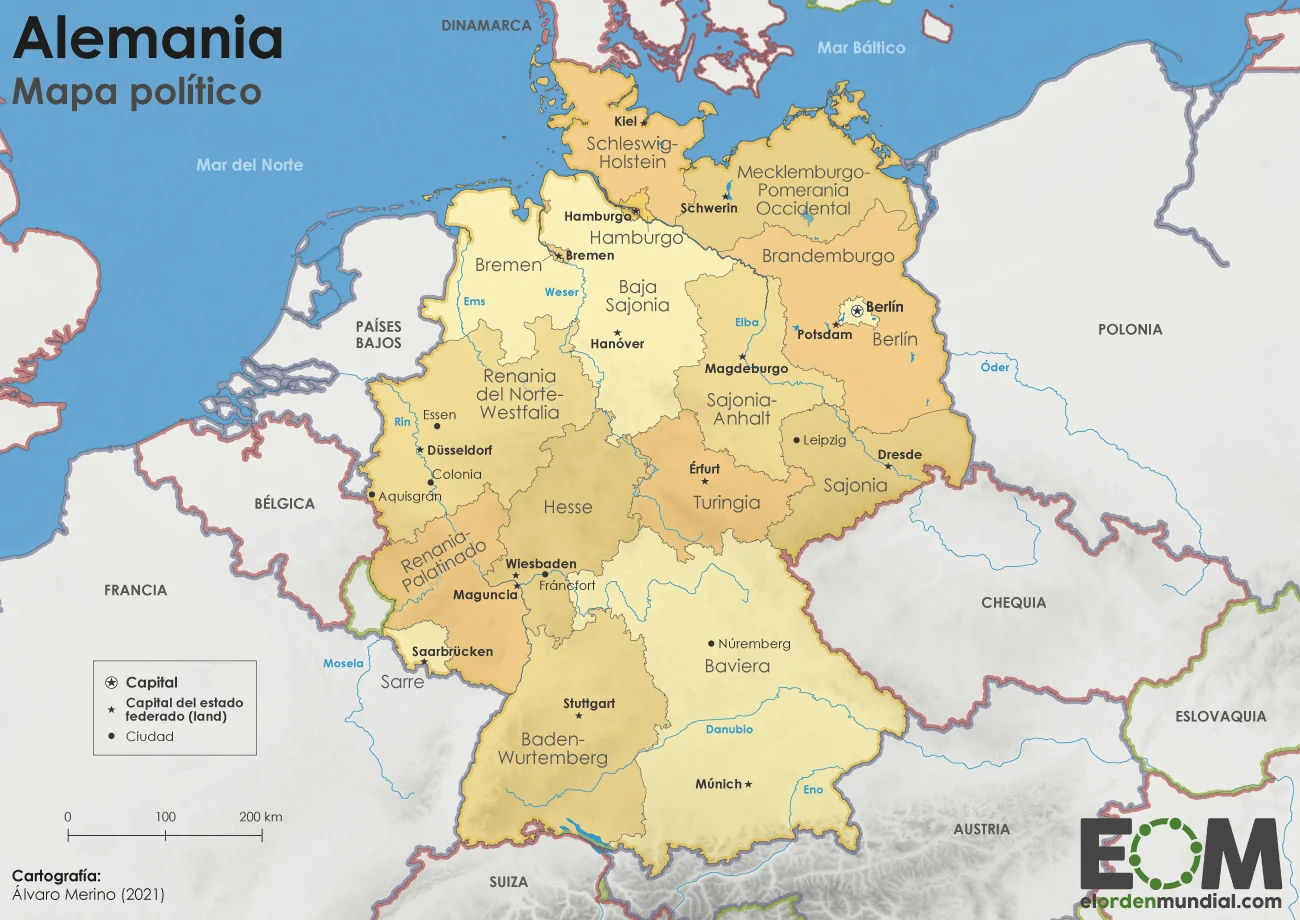 Alemania
Mapa político
DINAMARCA
Mar Báltico
Mar del Norte
Kiel
Schleswig-
Holstein
Mecklemburgo-
Pomerania
Occidental
Schwerin
Hamburgo
Hamburgo
Brandemburgo
Bremen
Bremen
Baja
Sajonia
Weser
Ems
Elba
Berlín
Berlín
Potsdam
Hanóver
PAÍSES
BAJOS
POLONIA
Óder
Magdeburgo
Renania
del Norte-
Westfalia
Sajonia-
Anhalt
Rin
Essen
Düsseldorf
Colonia
Aquisgrán
Leipzig
Dresde
Sajonia
Érfurt
Turingia
Hesse
BÉLGICA
Renania-
Palatinado
Wiesbaden
Fráncfort
Maguncia
FRANCIA
CHEQUIA
Núremberg
Baviera
Saarbrücken
Sarre
Mosela
Capital
Capital del estado
federado (land)
Ciudad
Stuttgart
Baden-
Wurtemberg
Danubio
Múnich
Eno
ESLOVAQUIA
AUSTRIA
SUIZA
0 100 200 km
Cartografía:
Álvaro Merino (2021)
EOM
elordenmundial.com